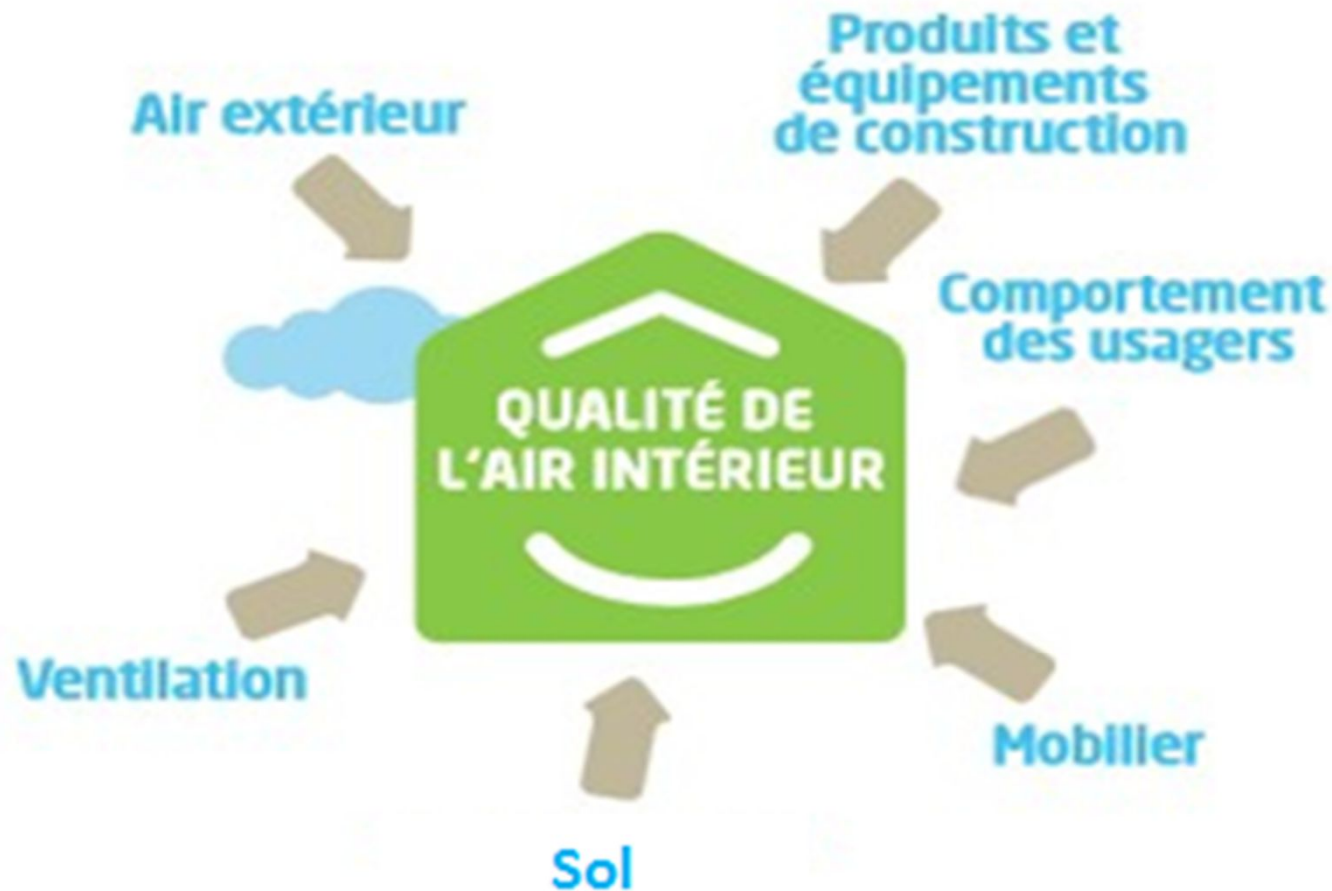 Produits et
équipements
de construction
Air extérieur
Comportement
des usagers
QUALITÉ DE
L'AIR INTÉRIEUR
Ventilation
Mobilier
Sol